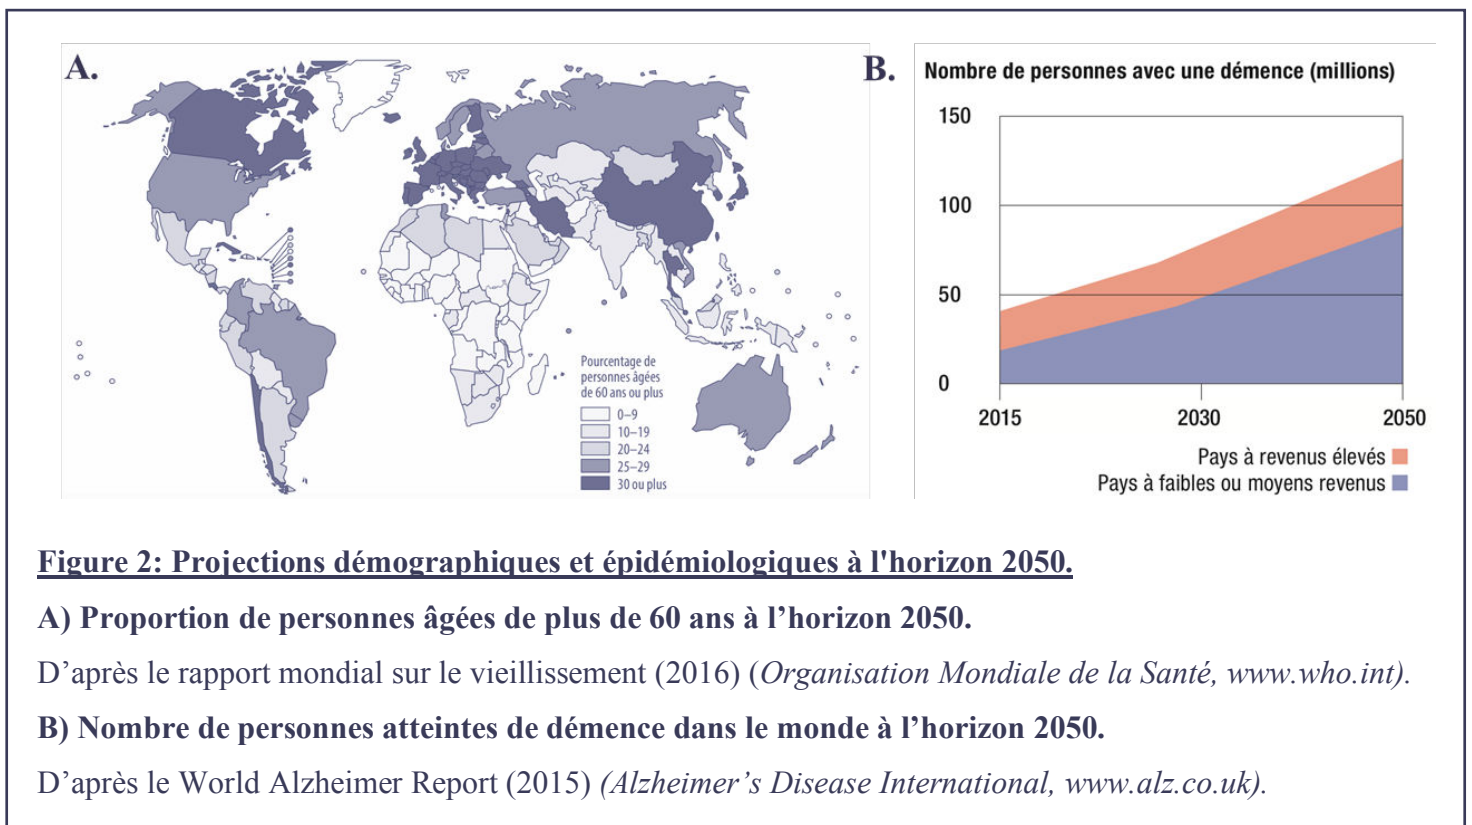 A.
Pourcentage de
personnes âgées
de 60 ans ou plus
0–9
10–19
20–24
25–29
30 ou plus
B.
Nombre de personnes avec une démence (millions)
150
100
50
0
2015
2030
2050
Pays à revenus élevés
Pays à faibles ou moyens revenus
Figure 2: Projections démographiques et épidémiologiques à l'horizon 2050.
A) Proportion de personnes âgées de plus de 60 ans à l’horizon 2050.
D’après le rapport mondial sur le vieillissement (2016) (Organisation Mondiale de la Santé, www.who.int).
B) Nombre de personnes atteintes de démence dans le monde à l’horizon 2050.
D’après le World Alzheimer Report (2015) (Alzheimer’s Disease International, www.alz.co.uk).